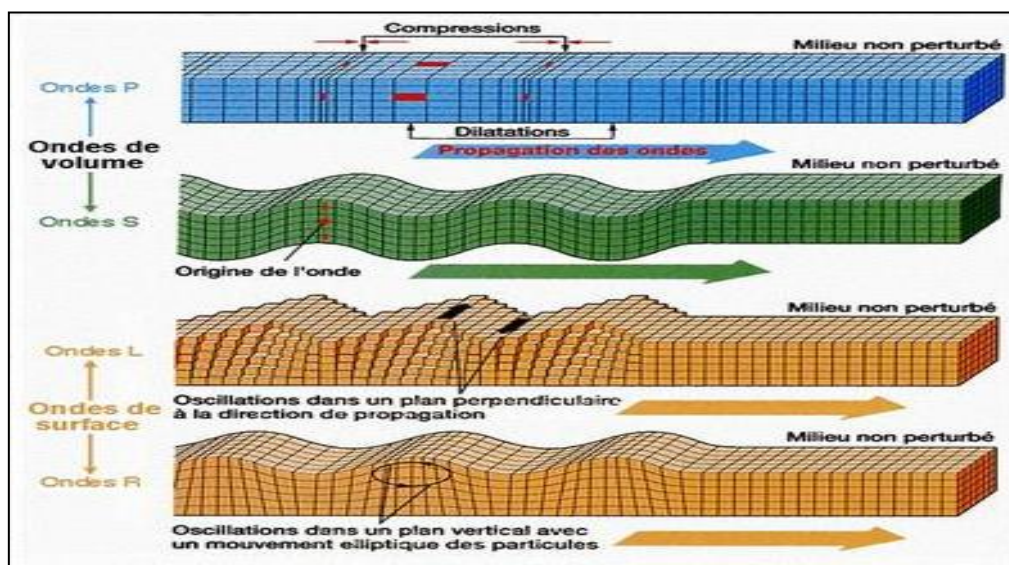 Compressions
Milieu non perturbé
Ondes P
Dilatations
Ondes de
volume
Propagation des ondes
Milieu non perturbé
Ondes S
Origine de l'onde
Milieu non perturbé
Ondes L
Oscillations dans un plan perpendiculaire
à la direction de propagation
Ondes de
surface
Milieu non perturbé
Ondes R
Oscillations dans un plan vertical avec
un mouvement elliptique des particules